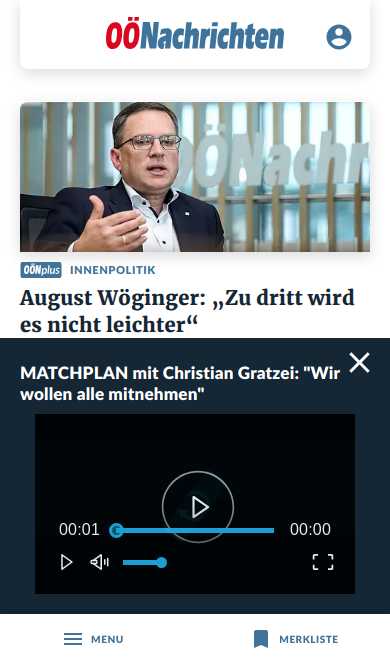 OÖNachrichten
OÖNachr
OÖNplus INNENPOLITIK
August Wöginger: „Zu dritt wird
es nicht leichter“
MATCHPLAN mit Christian Gratzei: "Wir
wollen alle mitnehmen"
00:01 00:00
MENU MERKLISTE